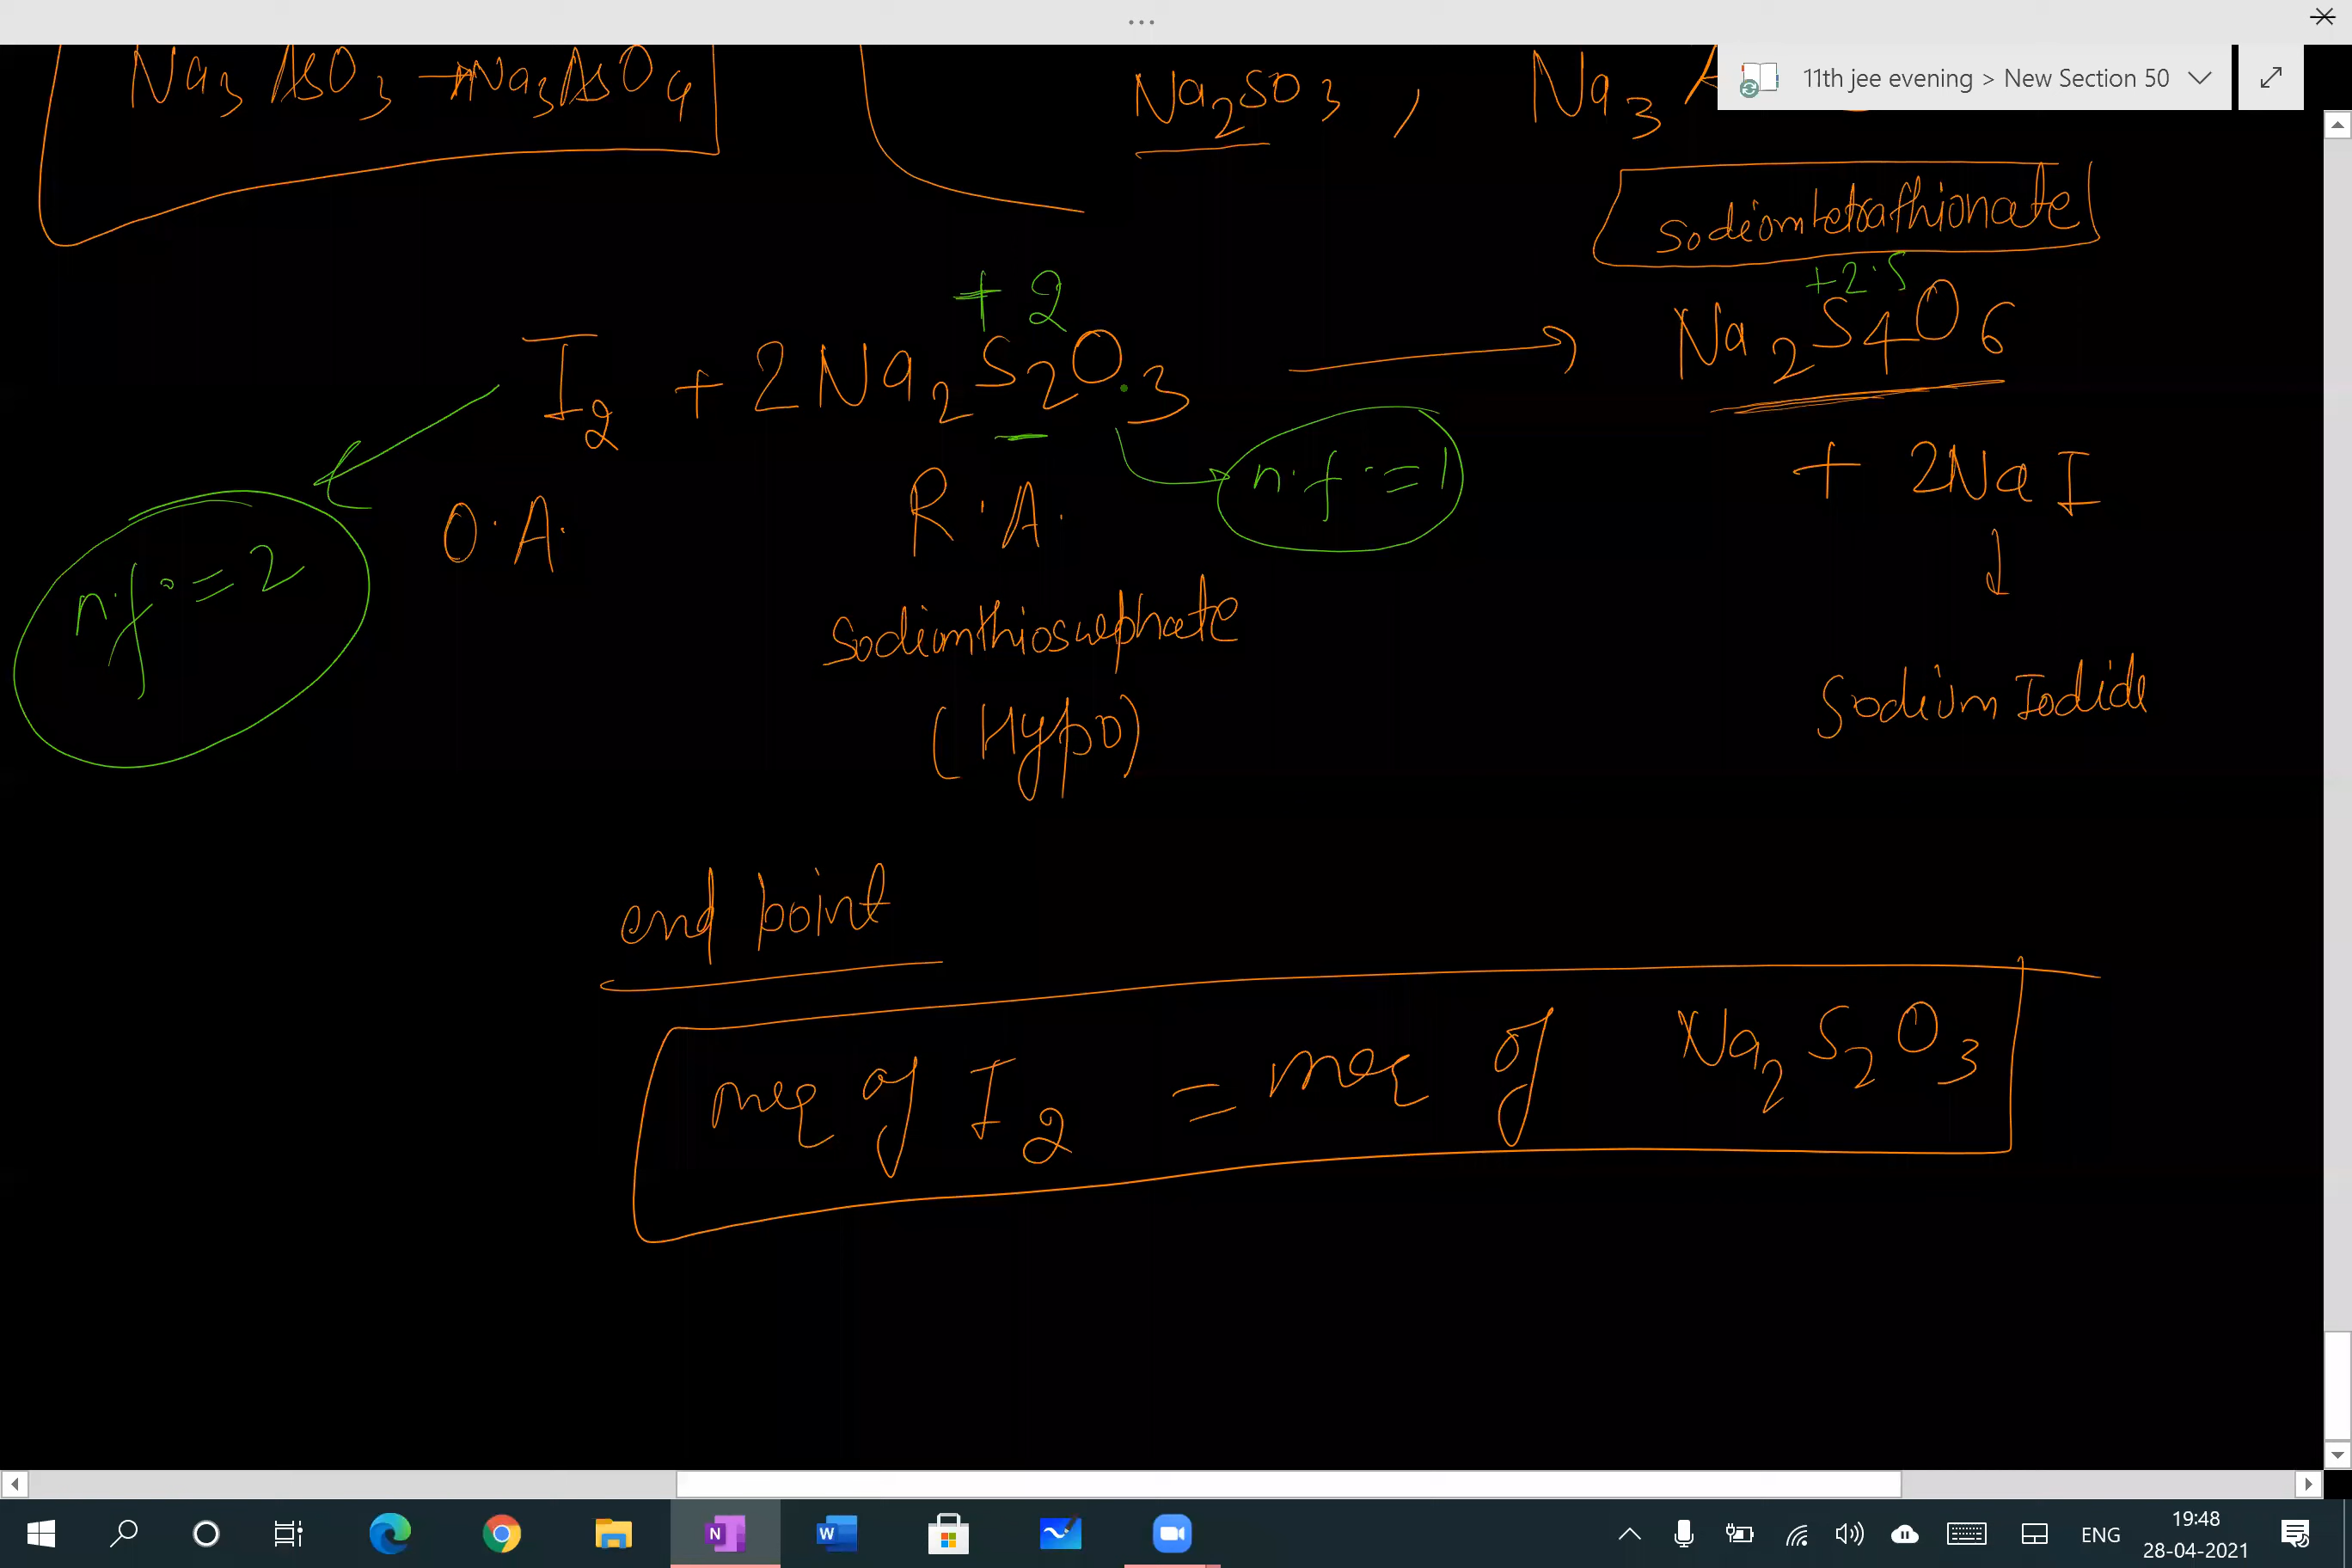 11th jee evening > New Section 50
Na3AsO3 → Na3AsO4
Na2SO3 , Na3
Sodium tetrathionate
+2 +2.5
I2 + 2Na2S2O3 → Na2S4O6
+ 2NaI
n.f. = 1
n.f. = 2
O.A. R.A.
Sodium thiosulphate
(Hypo)
Sodium Iodide
end point
meq of I2 = meq of Na2S2O3
ENG
19:48
28-04-2021